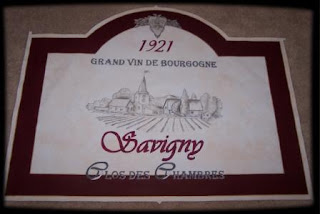 1921
GRAND VIN DE BOURGOGNE
Savigny
CLOS DES CHAMBRES